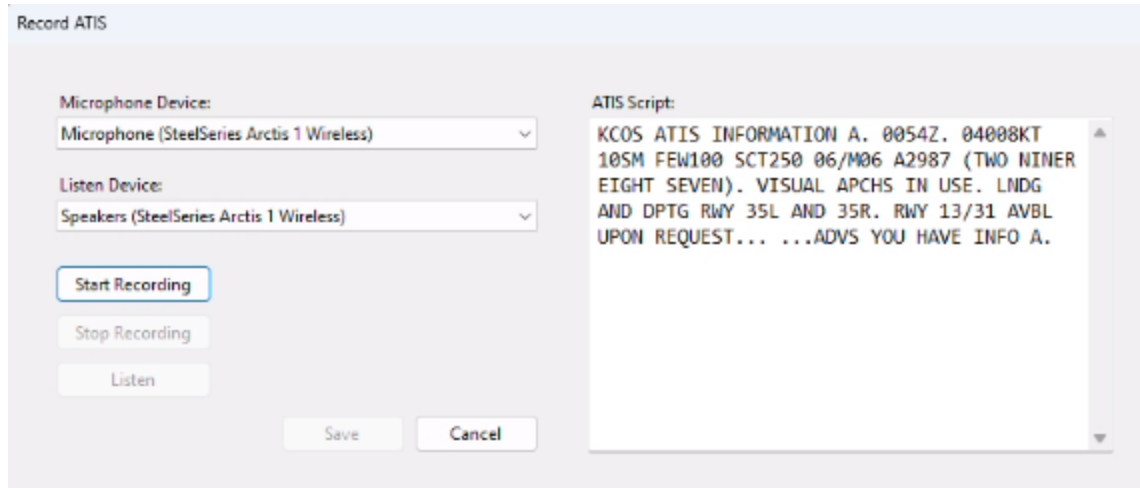 Record ATIS
Microphone Device:
Microphone (SteelSeries Arctis 1 Wireless)
Listen Device:
Speakers (SteelSeries Arctis 1 Wireless)
Start Recording
Stop Recording
Listen
Save
Cancel
ATIS Script:
KCOS ATIS INFORMATION A. 0054Z. 04008KT
10SM FEW100 SCT250 06/M06 A2987 (TWO NINER
EIGHT SEVEN). VISUAL APCHS IN USE. LNDG
AND DPTG RWY 35L AND 35R. RWY 13/31 AVBL
UPON REQUEST... ...ADVS YOU HAVE INFO A.